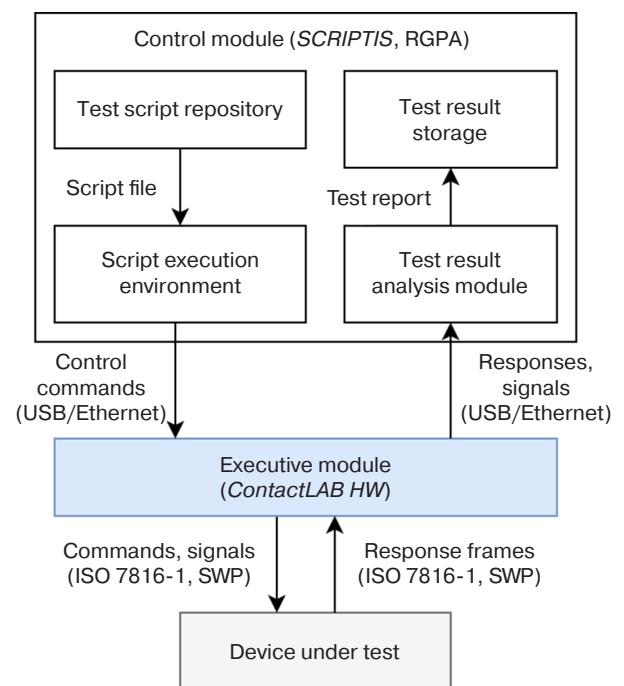 Control module (SCRIPTIS, RGPA)
Test script repository
Test result
storage
Script file
Test report
Script execution
environment
Test result
analysis module
Control
commands
(USB/Ethernet)
Responses,
signals
(USB/Ethernet)
Executive module
(ContactLAB HW)
Commands, signals
(ISO 7816-1, SWP)
Response frames
(ISO 7816-1, SWP)
Device under test